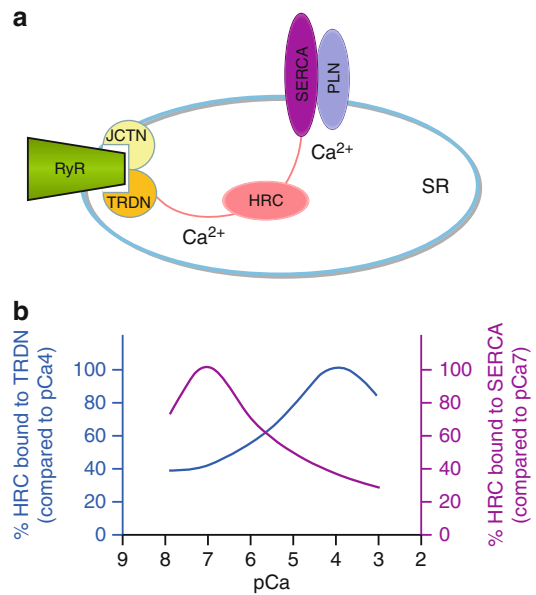 a
SERCA
PLN
JCTN
RyR
TRDN
HRC
Ca²⁺
Ca²⁺
SR
b
% HRC bound to TRDN
(compared to pCa4)
100
80
60
40
20
0
9 8 7 6 5 4 3 2
pCa
100
80
60
40
20
0
% HRC bound to SERCA
(compared to pCa7)